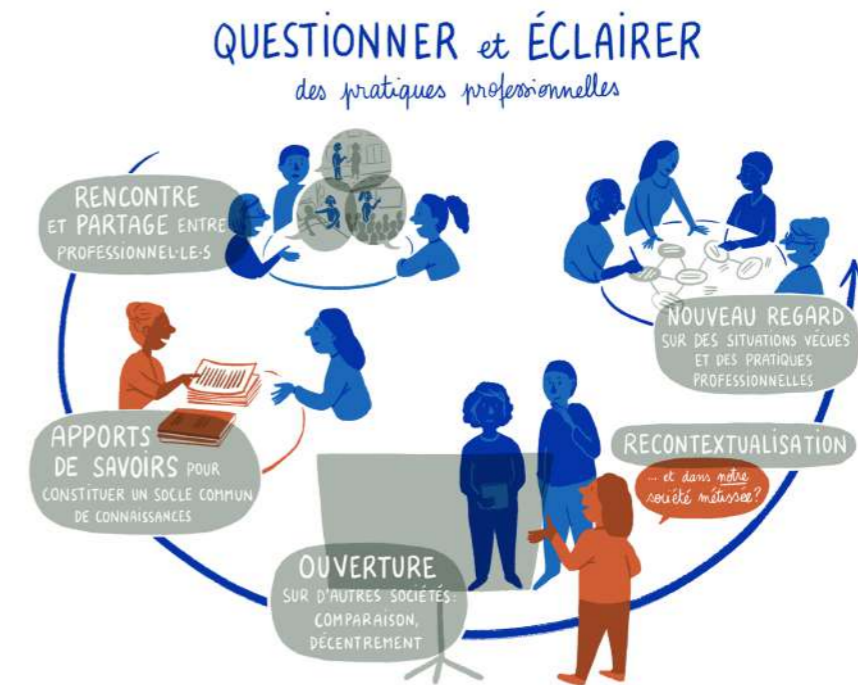 QUESTIONNER et ÉCLAIRER
des pratiques professionnelles
RENCONTRE
ET PARTAGE ENTRE
PROFESSIONNEL·LE·S
APPORTS
DE SAVOIRS POUR
CONSTITUER UN SOCLE COMMUN
DE CONNAISSANCES
OUVERTURE
SUR D'AUTRES SOCIÉTÉS:
COMPARAISON,
DÉCENTREMENT
RECONTEXTUALISATION
... et dans notre
société métissée?
NOUVEAU REGARD
SUR DES SITUATIONS VÉCUES
ET DES PRATIQUES
PROFESSIONNELLES